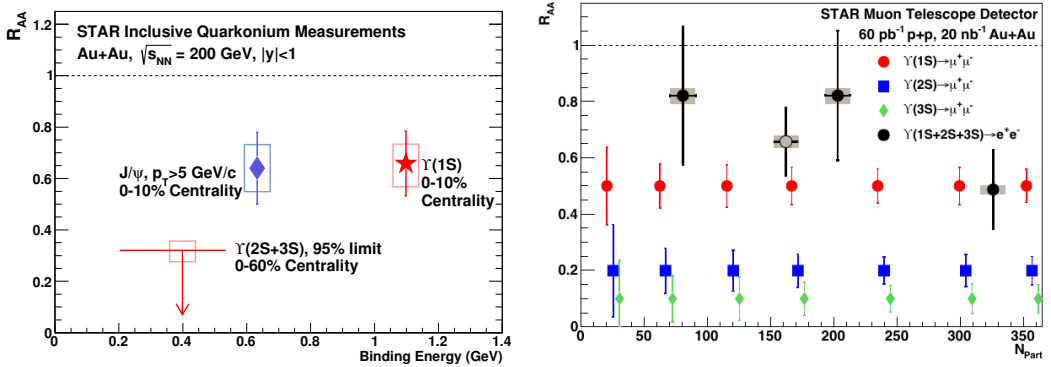 STAR Inclusive Quarkonium Measurements
Au+Au, √s_NN = 200 GeV, |y|<1
R_AA
1.2
1
0.8
0.6
0.4
0.2
0
J/ψ, p_T>5 GeV/c
0-10% Centrality
ϒ(1S)
0-10%
Centrality
ϒ(2S+3S), 95% limit
0-60% Centrality
0 0.2 0.4 0.6 0.8 1 1.2 1.4
Binding Energy (GeV)
STAR Muon Telescope Detector
60 pb⁻¹ p+p, 20 nb⁻¹ Au+Au
R_AA
1
0.8
0.6
0.4
0.2
0
ϒ(1S)→μ⁺μ⁻
ϒ(2S)→μ⁺μ⁻
ϒ(3S)→μ⁺μ⁻
ϒ(1S+2S+3S)→e⁺e⁻
0 50 100 150 200 250 300 350
N_Part